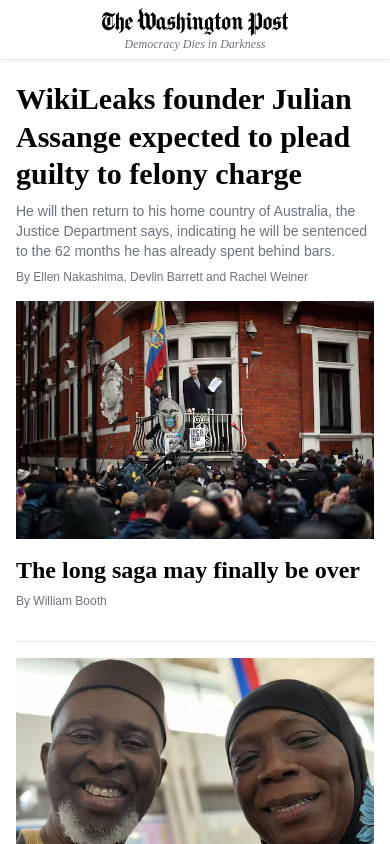 The Washington Post
Democracy Dies in Darkness
WikiLeaks founder Julian
Assange expected to plead
guilty to felony charge
He will then return to his home country of Australia, the
Justice Department says, indicating he will be sentenced
to the 62 months he has already spent behind bars.
By Ellen Nakashima, Devlin Barrett and Rachel Weiner
The long saga may finally be over
By William Booth